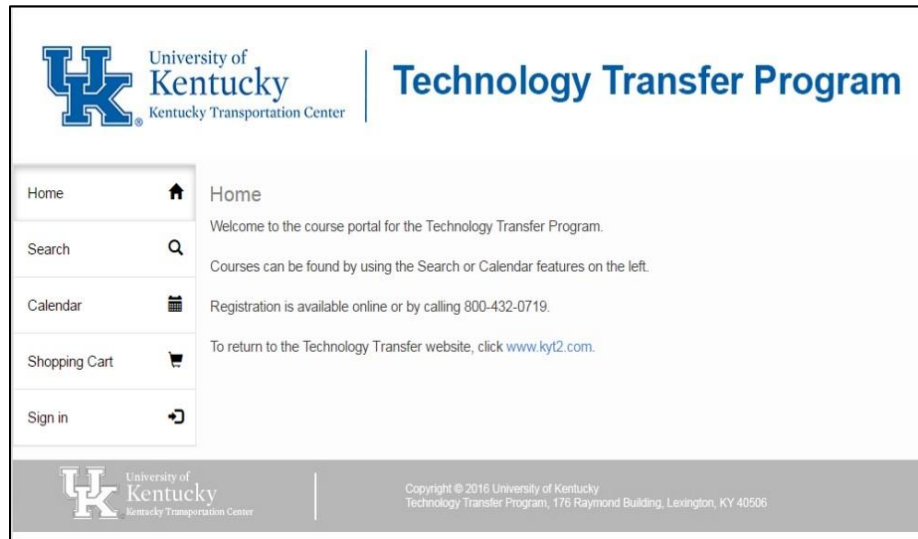 University of
Kentucky
Kentucky Transportation Center
Technology Transfer Program
UK®
Home
Search
Calendar
Shopping Cart
Sign in
Home
Welcome to the course portal for the Technology Transfer Program.
Courses can be found by using the Search or Calendar features on the left.
Registration is available online or by calling 800-432-0719.
To return to the Technology Transfer website, click www.kyt2.com.
UK
University of
Kentucky
Kentucky Transportation Center
Copyright © 2016 University of Kentucky
Technology Transfer Program, 176 Raymond Building, Lexington, KY 40506